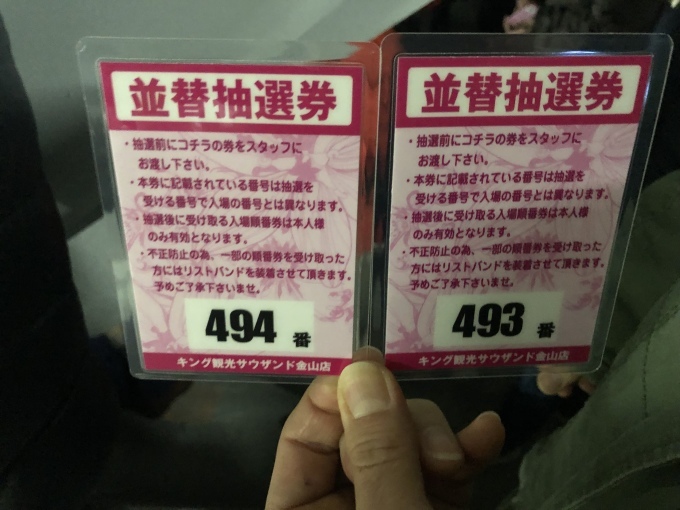 並替抽選券
・抽選前にコチラの券をスタッフに
お渡し下さい。
・本券に記載されている番号は抽選を
受ける番号で入場の番号とは異なります。
・抽選後に受け取る入場順番券は本人様
のみ有効となります。
・不正防止の為、一部の順番券を受け取った
方にはリストバンドを装着させて頂きます。
予めご了承下さいませ。
494 番
キング観光サウザンド金山店
並替抽選券
・抽選前にコチラの券をスタッフに
お渡し下さい。
・本券に記載されている番号は抽選を
受ける番号で入場の番号とは異なります。
・抽選後に受け取る入場順番券は本人様
のみ有効となります。
・不正防止の為、一部の順番券を受け取った
方にはリストバンドを装着させて頂きます。
予めご了承下さいませ。
493 番
キング観光サウザンド金山店